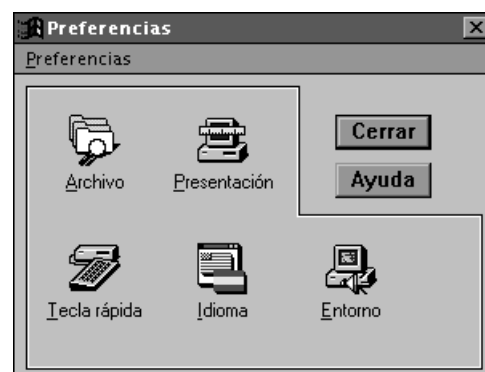 Preferencias
Preferencias
Cerrar
Archivo Presentación
Ayuda
Tecla rápida Idioma Entorno